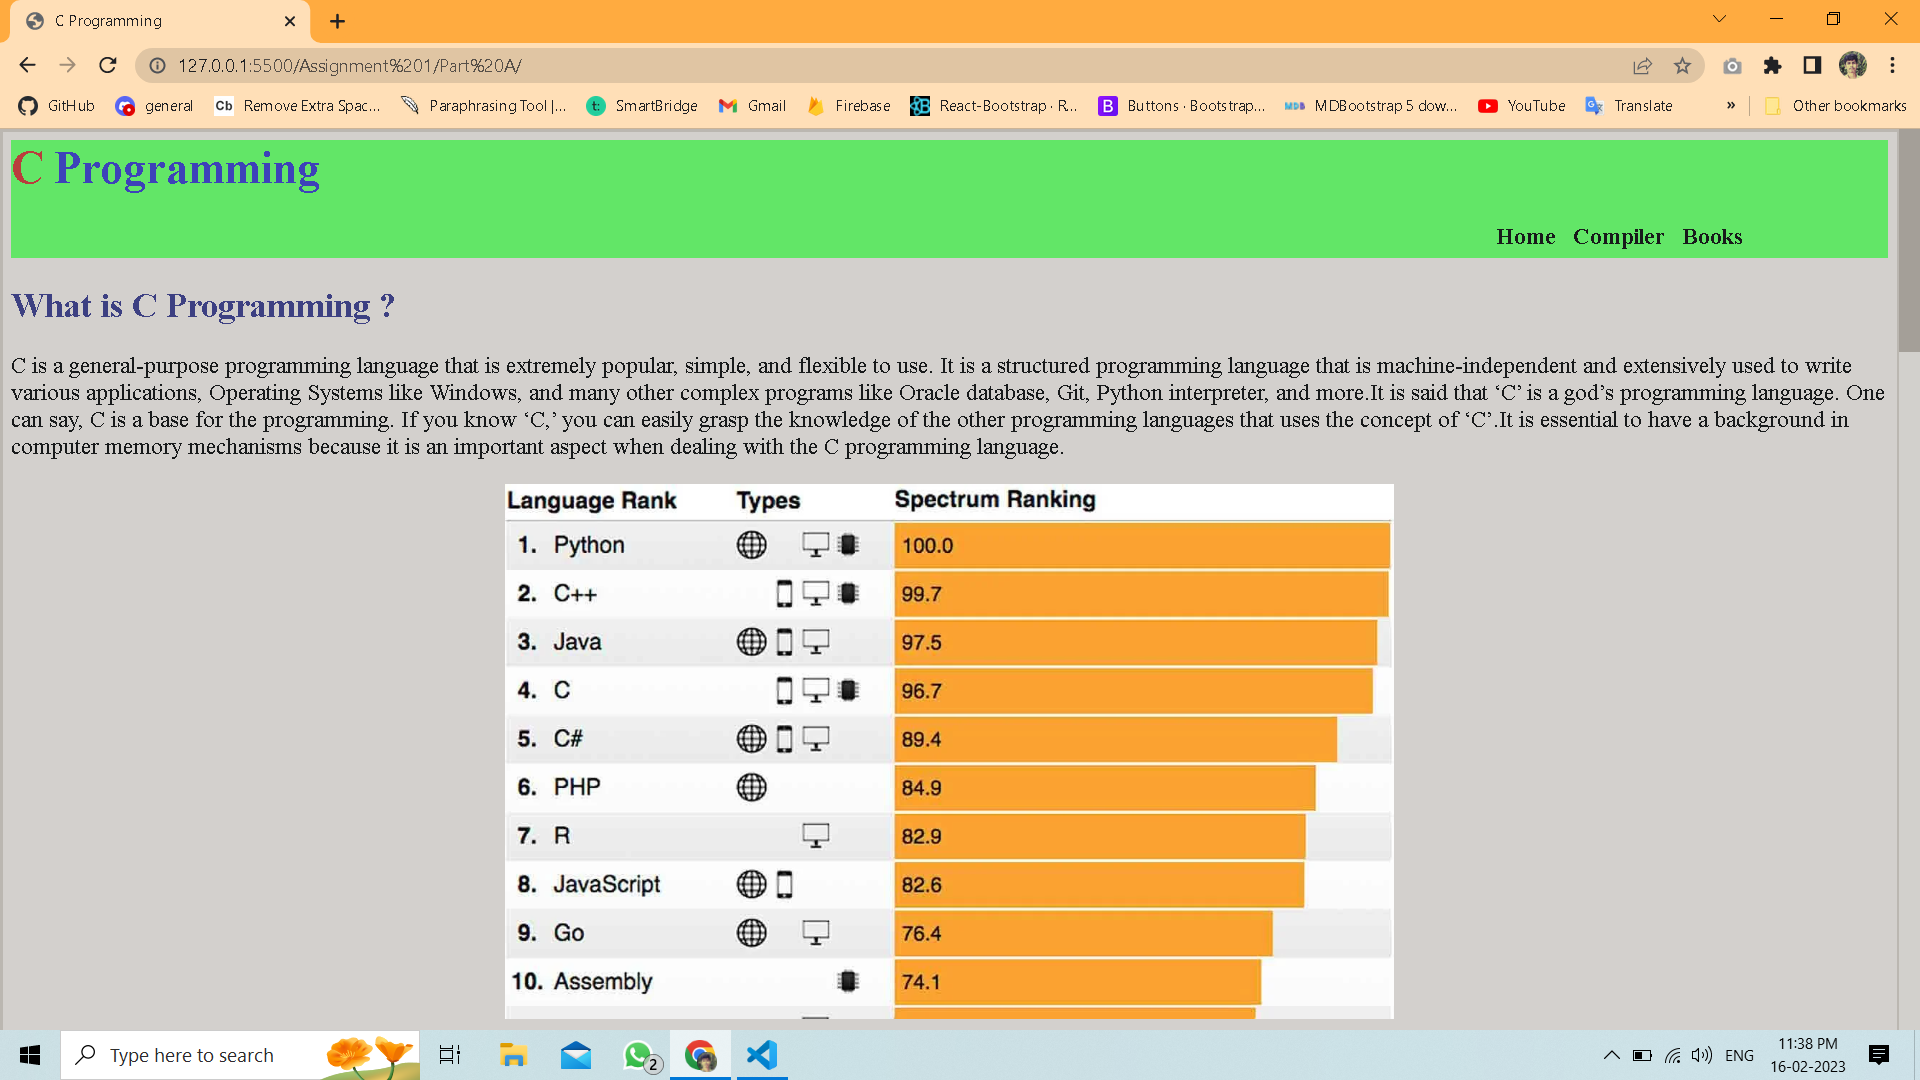 C Programming
127.0.0.1:5500/Assignment%201/Part%20A/
GitHub general Cb Remove Extra Spac... Paraphrasing Tool |... t: SmartBridge Gmail Firebase React-Bootstrap · R... B Buttons · Bootstrap... MDB MDBootstrap 5 dow... YouTube Translate » Other bookmarks
C Programming
Home Compiler Books
What is C Programming ?
C is a general-purpose programming language that is extremely popular, simple, and flexible to use. It is a structured programming language that is machine-independent and extensively used to write
various applications, Operating Systems like Windows, and many other complex programs like Oracle database, Git, Python interpreter, and more.It is said that ‘C’ is a god’s programming language. One
can say, C is a base for the programming. If you know ‘C,’ you can easily grasp the knowledge of the other programming languages that uses the concept of ‘C’.It is essential to have a background in
computer memory mechanisms because it is an important aspect when dealing with the C programming language.
Language Rank Types Spectrum Ranking
1. Python 100.0
2. C++ 99.7
3. Java 97.5
4. C 96.7
5. C# 89.4
6. PHP 84.9
7. R 82.9
8. JavaScript 82.6
9. Go 76.4
10. Assembly 74.1
Type here to search
2
ENG
11:38 PM
16-02-2023